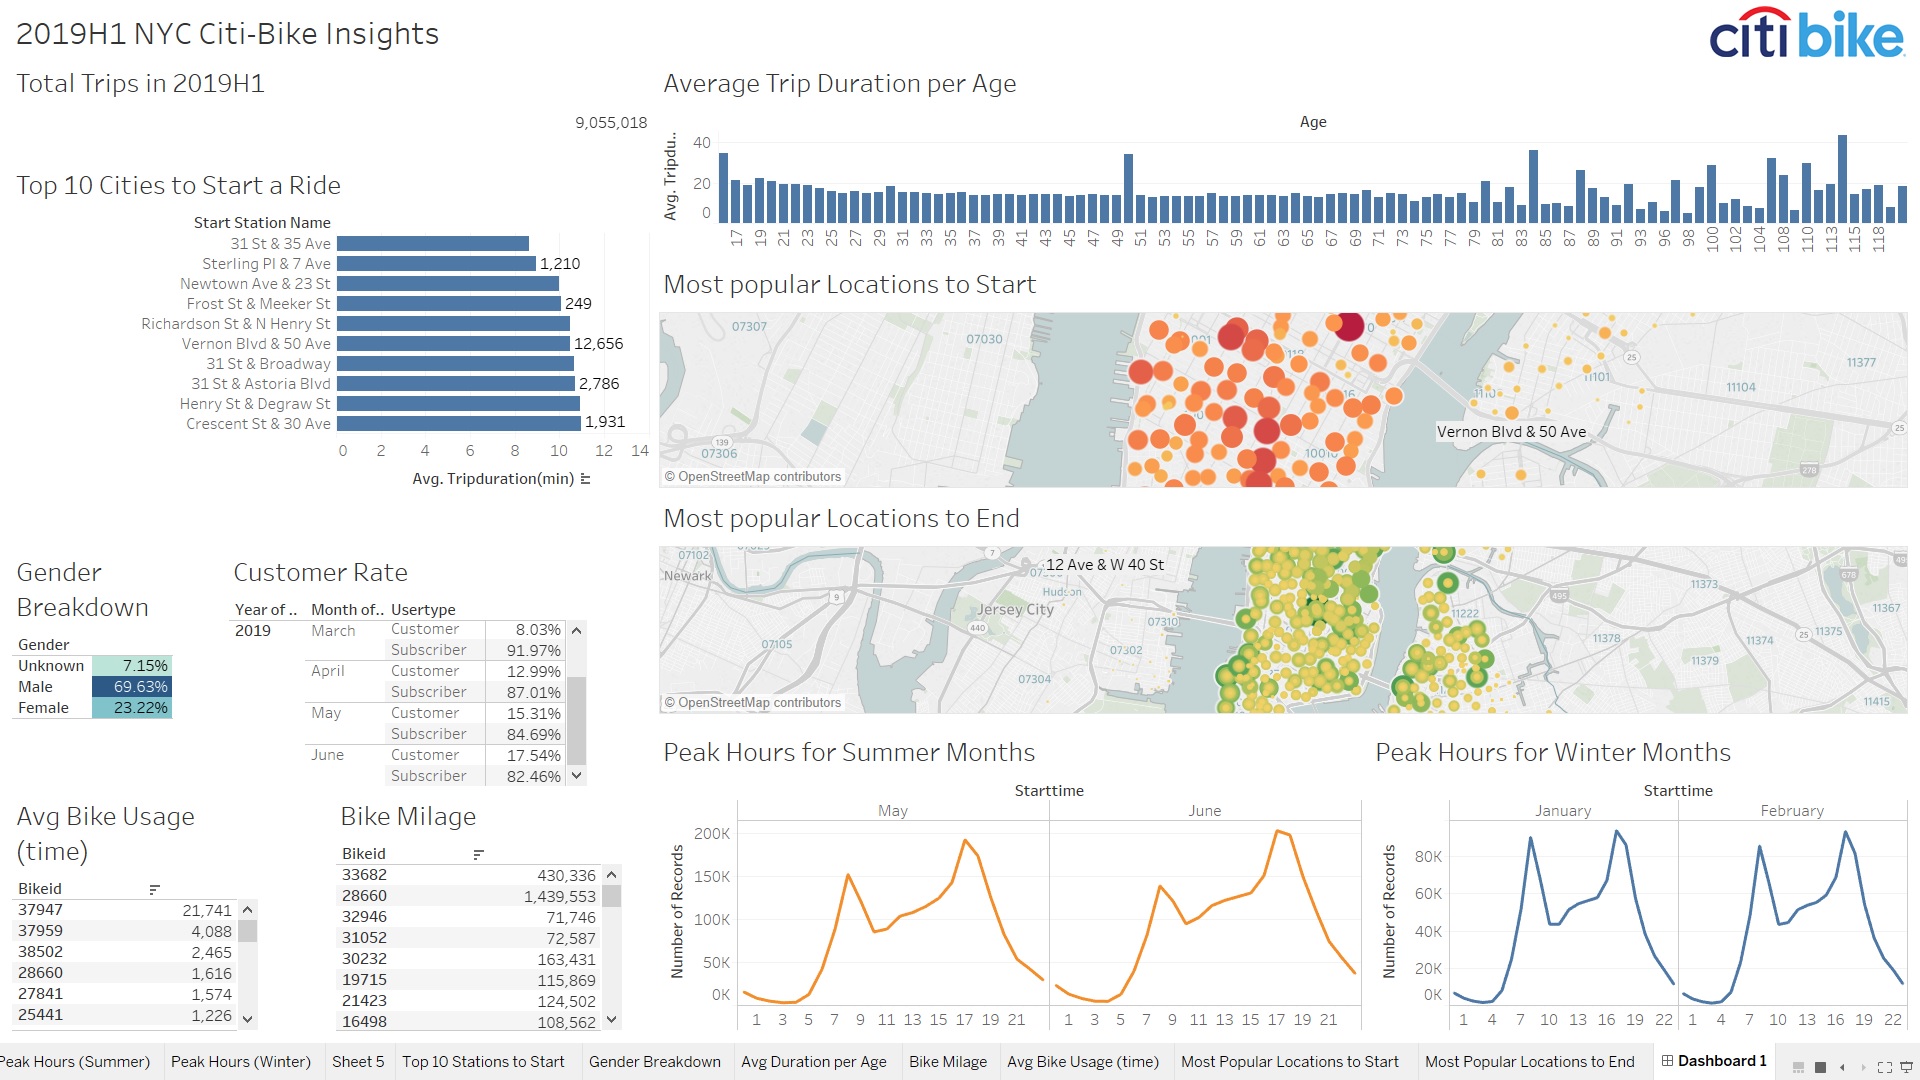 2019H1 NYC Citi-Bike Insights
citi bike
Total Trips in 2019H1
9,055,018
Top 10 Cities to Start a Ride
Start Station Name
31 St & 35 Ave
Sterling Pl & 7 Ave 1,210
Newtown Ave & 23 St
Frost St & Meeker St 249
Richardson St & N Henry St
Vernon Blvd & 50 Ave 12,656
31 St & Broadway
31 St & Astoria Blvd 2,786
Henry St & Degraw St
Crescent St & 30 Ave 1,931
0 2 4 6 8 10 12 14
Avg. Tripduration(min)
Average Trip Duration per Age
Age
Avg. Tripdu..
40
20
0
17 19 21 23 25 27 29 31 33 35 37 39 41 43 45 47 49 51 53 55 57 59 61 63 65 67 69 71 73 75 77 79 81 83 85 87 89 91 93 96 98 100 102 104 108 110 113 115 118
Most popular Locations to Start
07307
07030
11377
25
11101
11104
Vernon Blvd & 50 Ave
25
139
07306
278
© OpenStreetMap contributors
Most popular Locations to End
07102
7
12 Ave & W 40 St
Newark
9
Hudson
Jersey City
440
07310
07105
07302
07304
495
678
49
11373
11367
11222
11378
11374
25
11375
11379
11415
© OpenStreetMap contributors
Gender
Breakdown
Gender
Unknown 7.15%
Male 69.63%
Female 23.22%
Customer Rate
Year of .. Month of.. Usertype
2019 March Customer 8.03%
Subscriber 91.97%
April Customer 12.99%
Subscriber 87.01%
May Customer 15.31%
Subscriber 84.69%
June Customer 17.54%
Subscriber 82.46%
Avg Bike Usage
(time)
Bikeid
37947 21,741
37959 4,088
38502 2,465
28660 1,616
27841 1,574
25441 1,226
Bike Milage
Bikeid
33682 430,336
28660 1,439,553
32946 71,746
31052 72,587
30232 163,431
19715 115,869
21423 124,502
16498 108,562
Peak Hours for Summer Months
Starttime
May June
Number of Records
200K
150K
100K
50K
0K
1 3 5 7 9 11 13 15 17 19 21 1 3 5 7 9 11 13 15 17 19 21
Peak Hours for Winter Months
Starttime
January February
Number of Records
80K
60K
40K
20K
0K
1 4 7 10 13 16 19 22 1 4 7 10 13 16 19 22
Peak Hours (Summer) Peak Hours (Winter) Sheet 5 Top 10 Stations to Start Gender Breakdown Avg Duration per Age Bike Milage Avg Bike Usage (time) Most Popular Locations to Start Most Popular Locations to End Dashboard 1